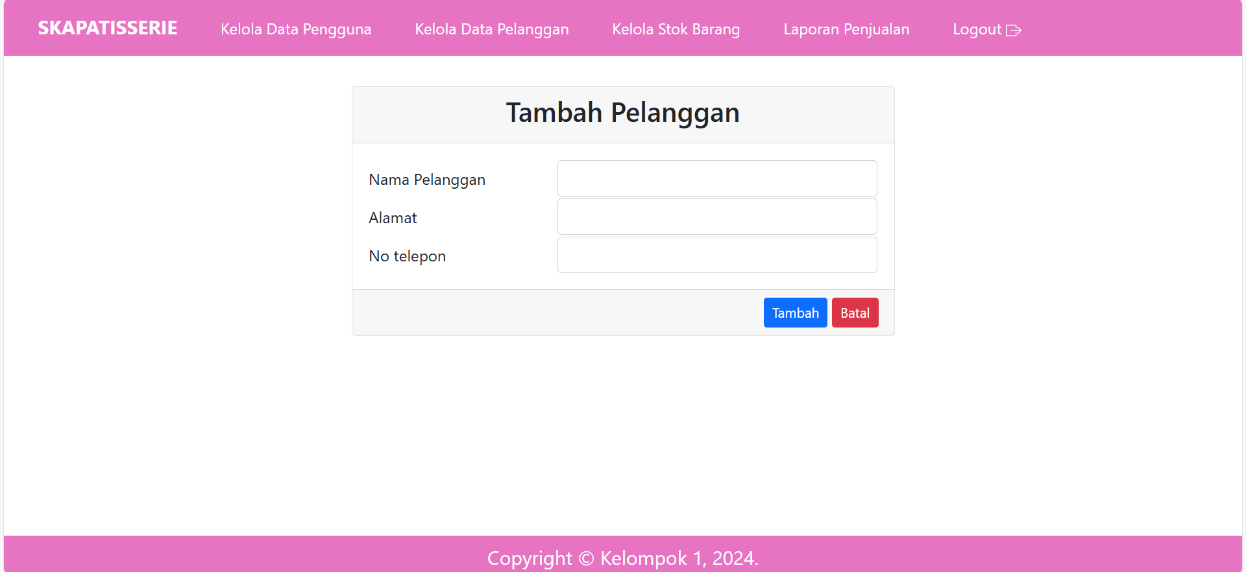 SKAPATISSERIE Kelola Data Pengguna Kelola Data Pelanggan Kelola Stok Barang Laporan Penjualan Logout
Tambah Pelanggan
Nama Pelanggan
Alamat
No telepon
Tambah Batal
Copyright © Kelompok 1, 2024.